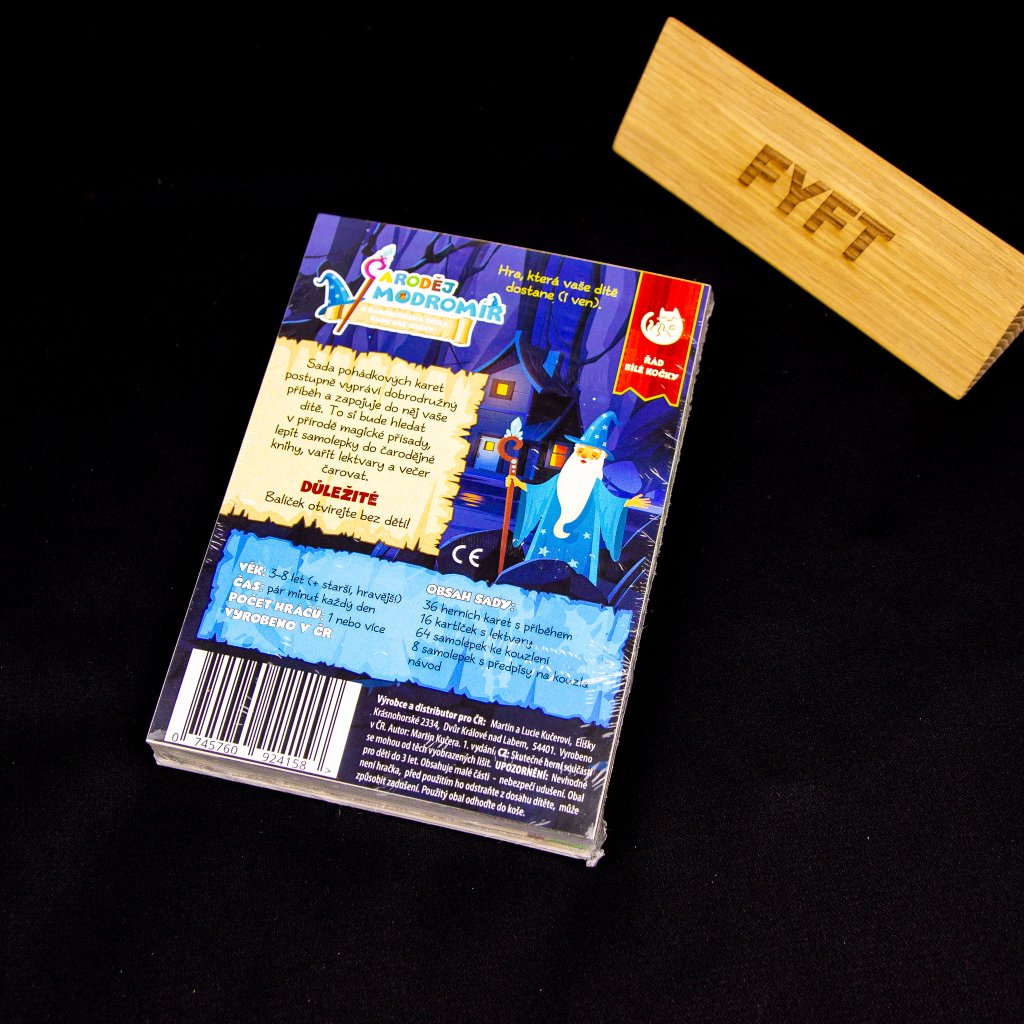 FYFT
ČARODĚJ
MODROMÍR
Hra, která vaše dítě
dostane (i ven).
ŘÁD
BÍLÉ KOČKY
Sada pohádkových karet
postupně vypráví dobrodružný
příběh a zapojuje do něj vaše
dítě. To si bude hledat
v přírodě magické přísady,
lepit samolepky do čarodějné
knihy, vařit lektvary a večer
čarovat.
DŮLEŽITÉ
Balíček otvírejte bez dětí!
CE
VĚK: 3-8 let (+ starší, hravější)
ČAS: pár minut každý den
POČET HRÁČŮ: 1 nebo více
VYROBENO V ČR
OBSAH SADY:
36 herních karet s příběhem
16 kartiček s lektvary
64 samolepek ke kouzlení
8 samolepek s předpisy na kouzla
návod
0 745760 924158 >
Výrobce a distributor pro ČR: Martin a Lucie Kučerovi, Elišky
Krásnohorské 2334, Dvůr Králové nad Labem, 54401. Vyrobeno
v ČR. Autor: Martin Kučera. 1. vydání, CZ: Skutečné herní součásti
se mohou od těch vyobrazených lišit. UPOZORNĚNÍ: Nevhodné
pro děti do 3 let. Obsahuje malé části - nebezpečí udušení. Obal
není hračka, před použitím ho odstraňte z dosahu dítěte, může
způsobit zadušení. Použitý obal odhoďte do koše.